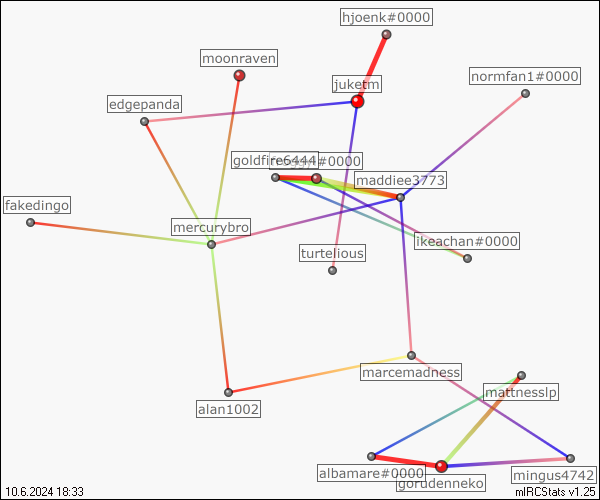 hjoenk#0000
moonraven
normfan1#0000
juketm
edgepanda
goldfire6444
#0000
maddiee3773
fakedingo
mercurybro
ikeachan#0000
turtelious
marcemadness
mattnesslp
alan1002
albamare#0000
gorudenneko
mingus4742
10.6.2024 18:33
mIRCStats v1.25